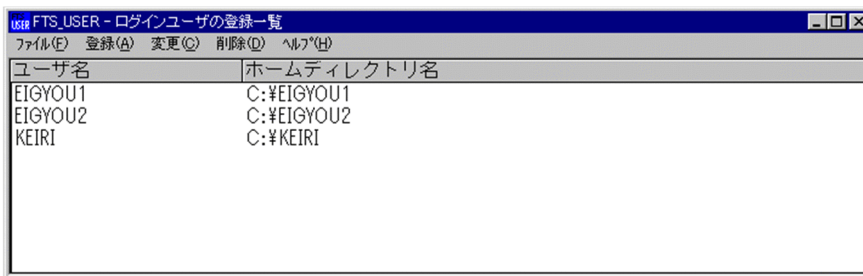 USER FTS_USER - ログインユーザの登録一覧
ファイル(F) 登録(A) 変更(C) 削除(D) ヘルプ(H)
ユーザ名 ホームディレクトリ名
EIGYOU1 C:¥EIGYOU1
EIGYOU2 C:¥EIGYOU2
KEIRI C:¥KEIRI